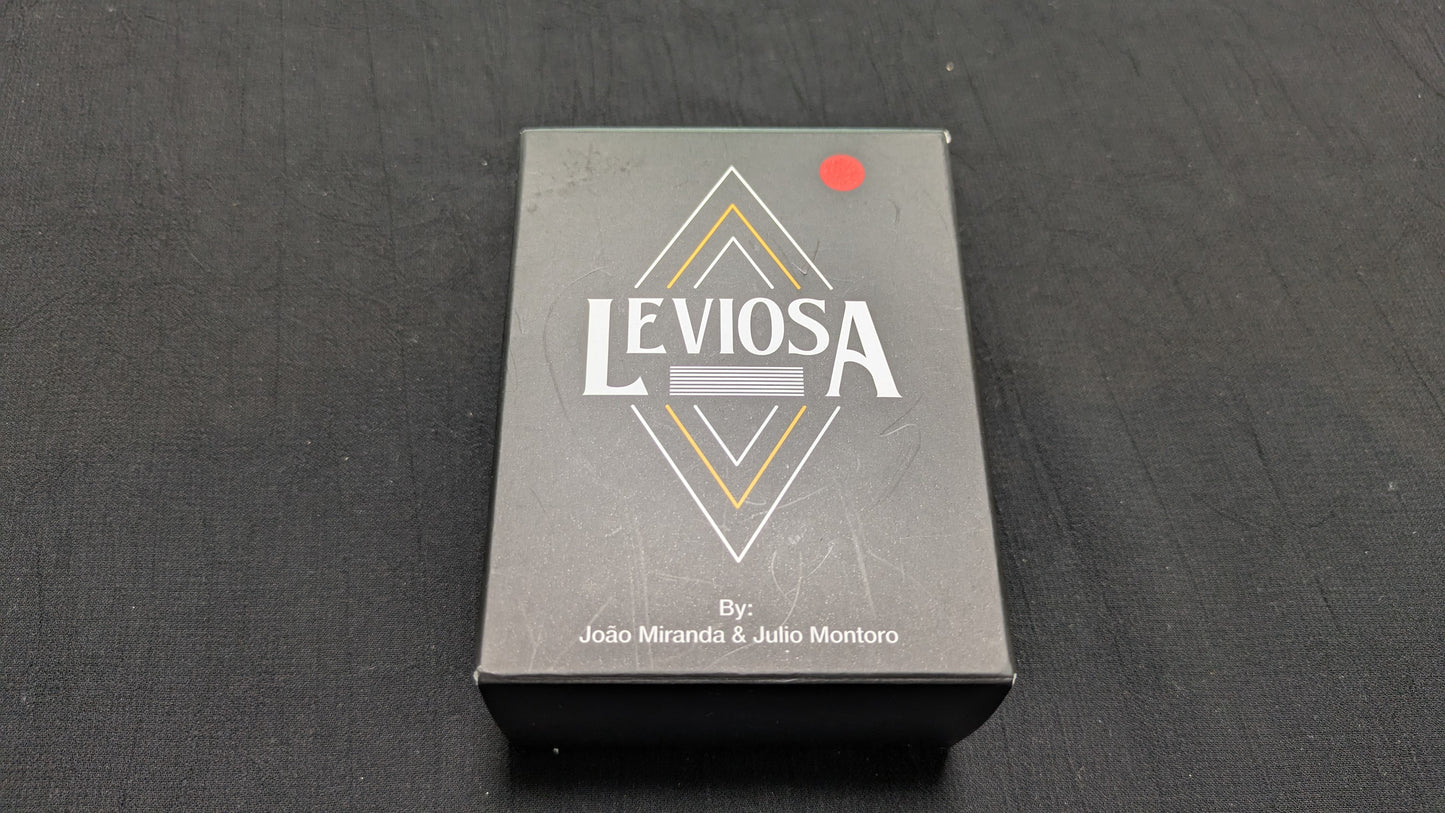 LEVIOSA
By:
João Miranda & Julio Montoro